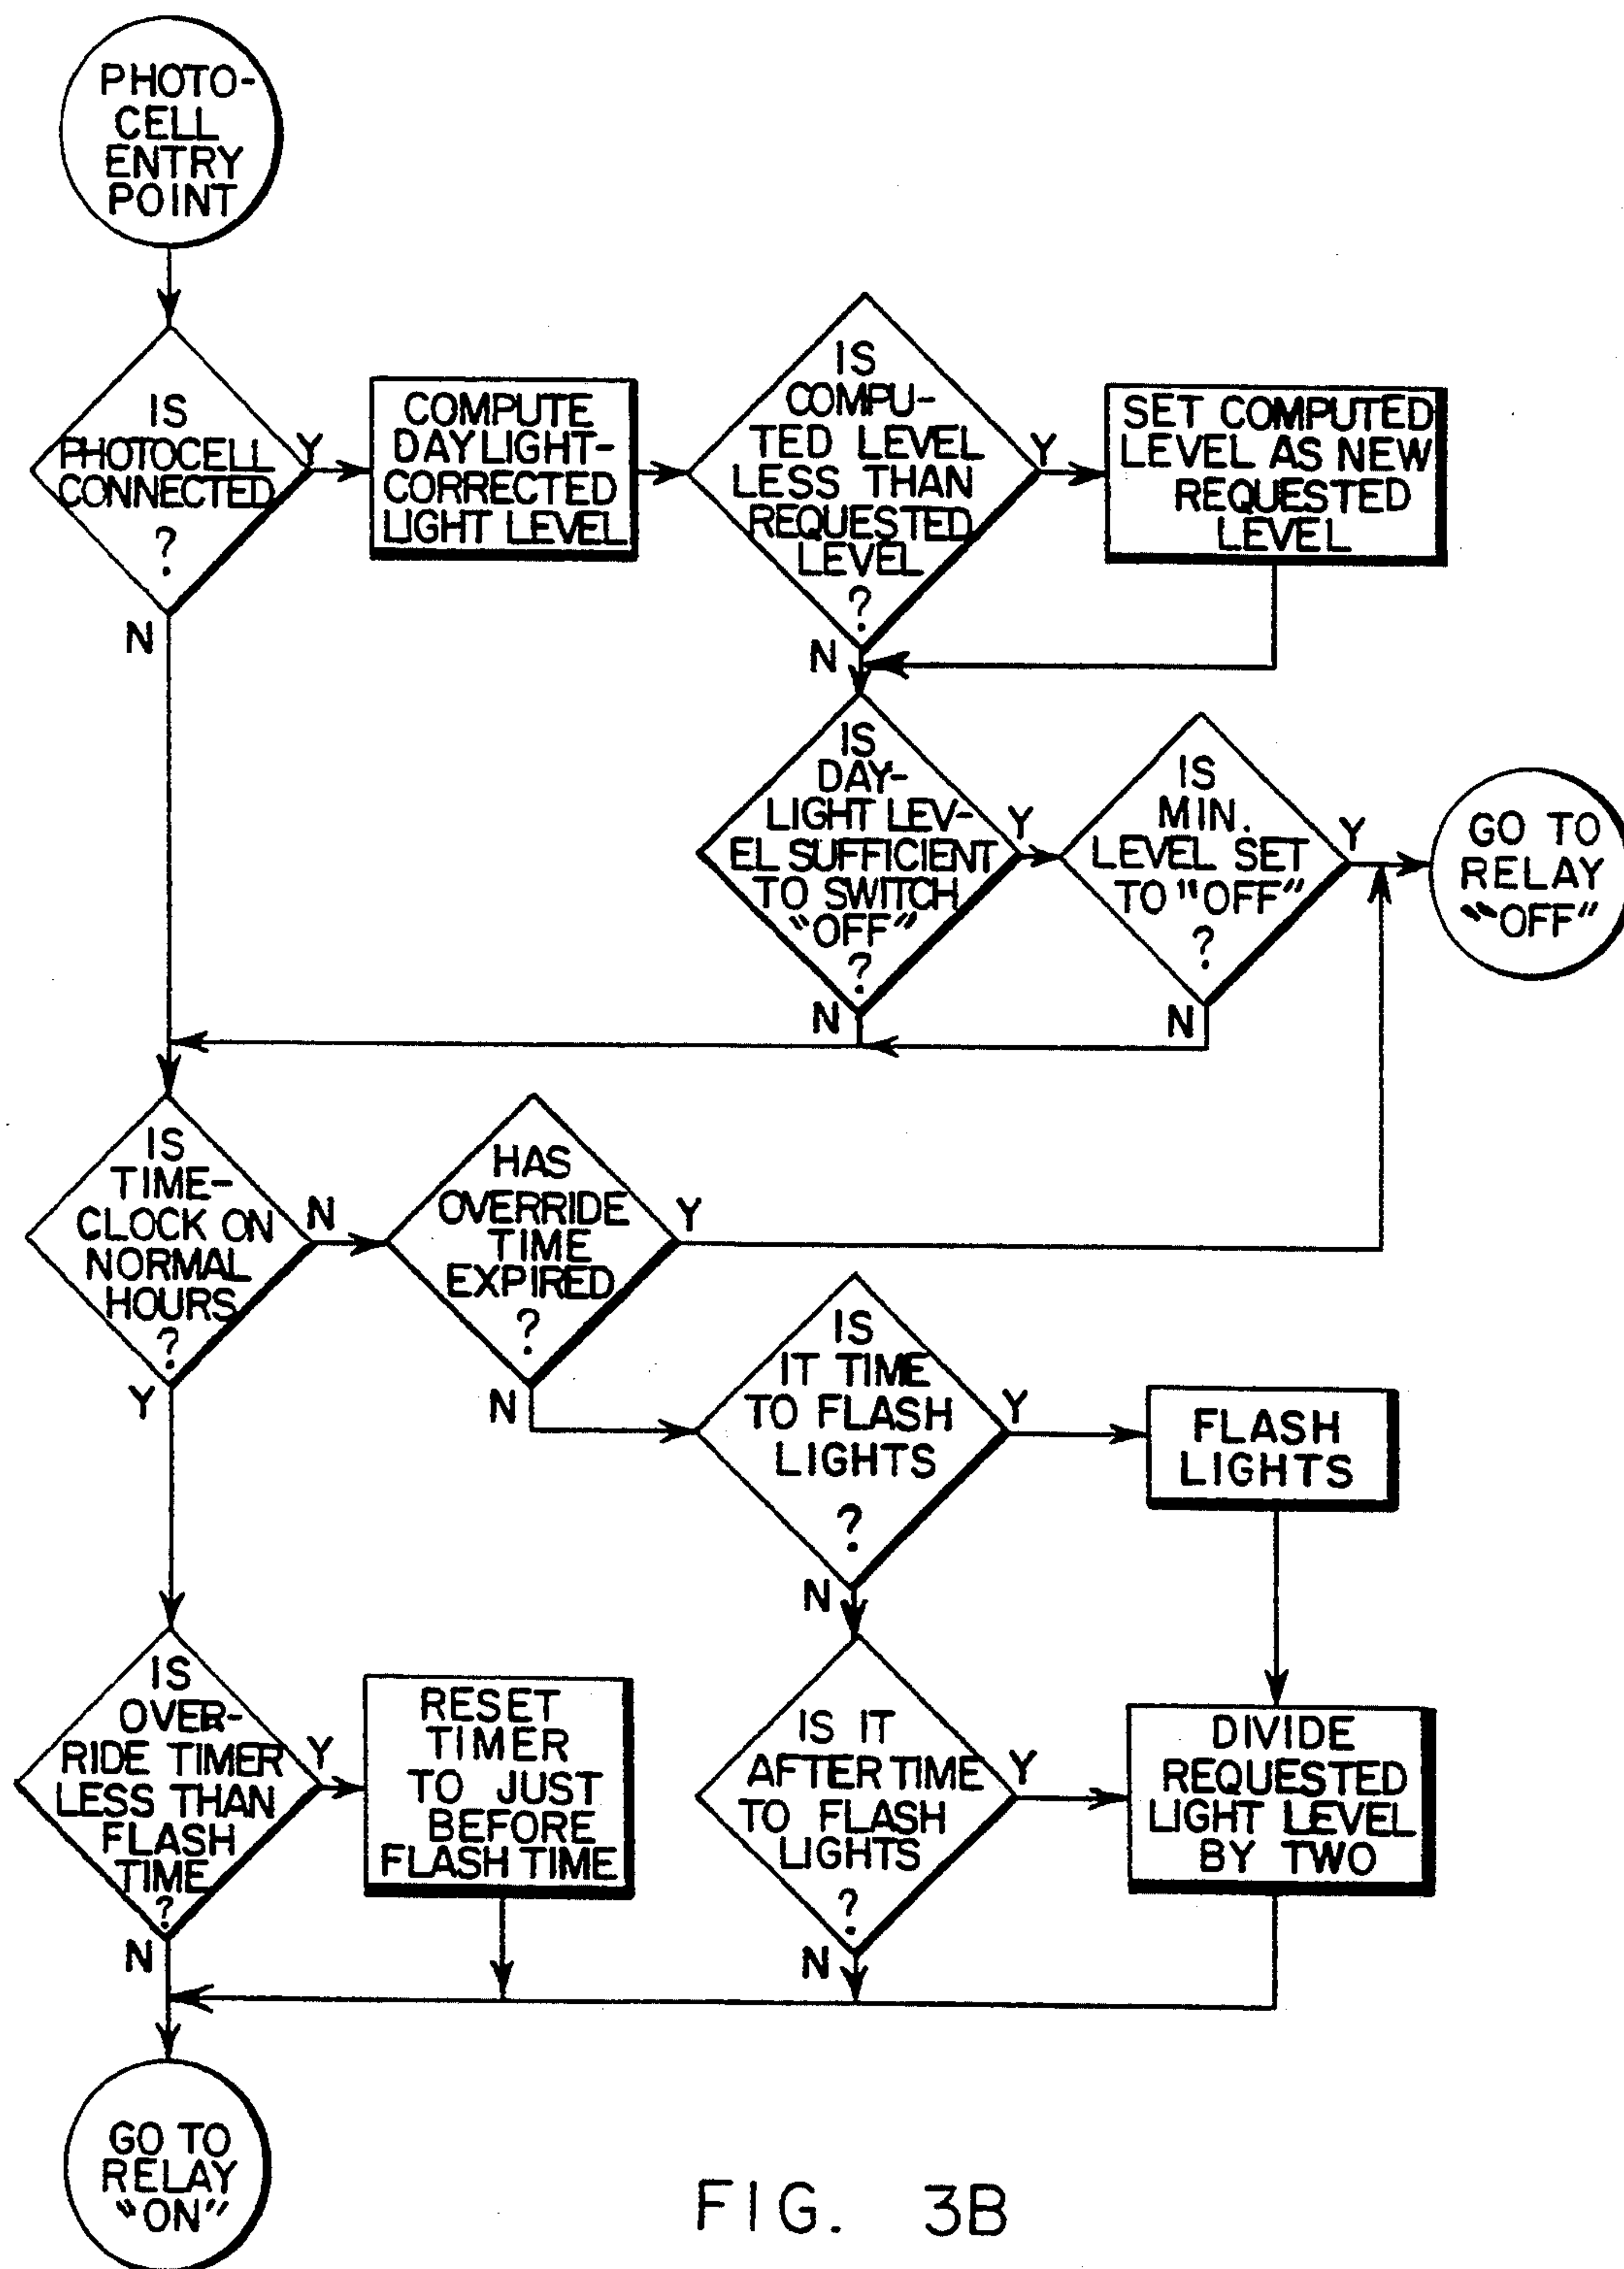 PHOTO-
CELL
ENTRY
POINT
IS
PHOTOCELL
CONNECTED
?
Y
N
COMPUTE
DAYLIGHT-
CORRECTED
LIGHT LEVEL
IS
COMPU-
TED LEVEL
LESS THAN
REQUESTED
LEVEL
?
Y
N
SET COMPUTED
LEVEL AS NEW
REQUESTED
LEVEL
IS
DAY-
LIGHT LEV-
EL SUFFICIENT
TO SWITCH
"OFF"
?
Y
N
IS
MIN.
LEVEL SET
TO "OFF"
?
Y
N
GO TO
RELAY
"OFF"
IS
TIME-
CLOCK ON
NORMAL
HOURS
?
N
Y
HAS
OVERRIDE
TIME
EXPIRED
?
Y
N
IS
IT TIME
TO FLASH
LIGHTS
?
Y
N
FLASH
LIGHTS
IS
OVER-
RIDE TIMER
LESS THAN
FLASH
TIME
?
Y
N
RESET
TIMER
TO JUST
BEFORE
FLASH TIME
IS IT
AFTER TIME
TO FLASH
LIGHTS
?
Y
N
DIVIDE
REQUESTED
LIGHT LEVEL
BY TWO
GO TO
RELAY
"ON"
FIG. 3B